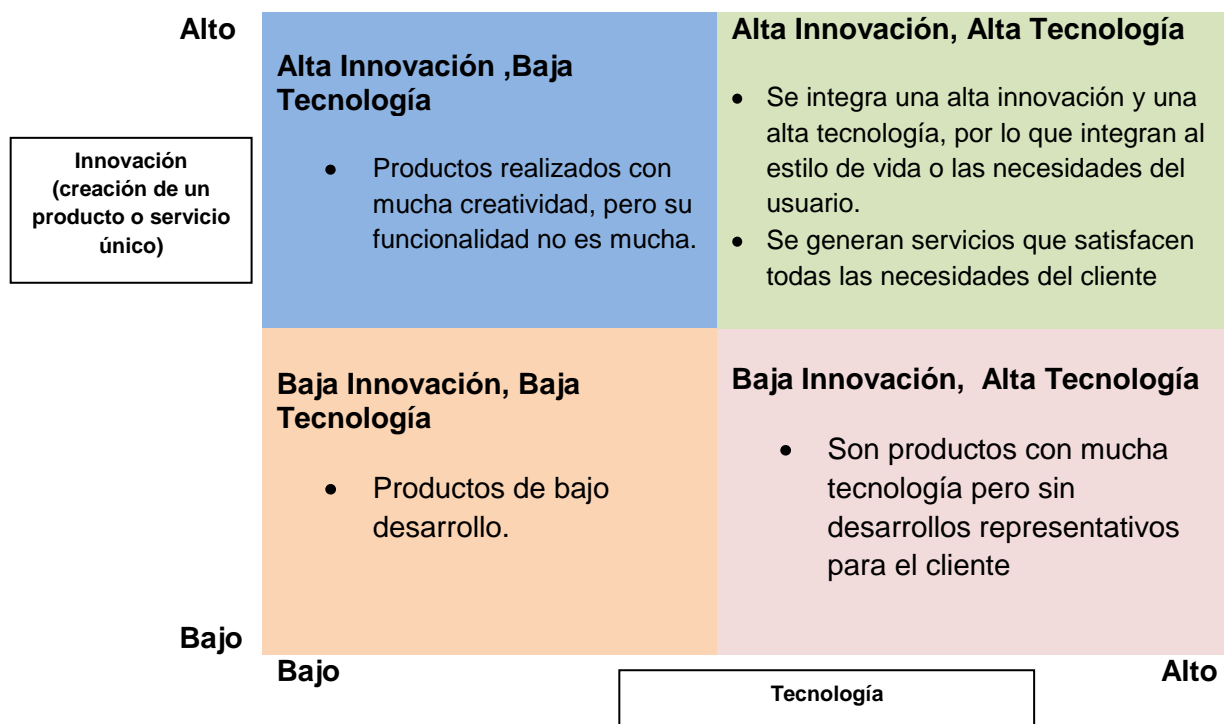 Alto
Innovación
(creación de un
producto o servicio
único)
Alta Innovación ,Baja
Tecnología
• Productos realizados con
mucha creatividad, pero su
funcionalidad no es mucha.
Alta Innovación, Alta Tecnología
• Se integra una alta innovación y una
alta tecnología, por lo que integran al
estilo de vida o las necesidades del
usuario.
• Se generan servicios que satisfacen
todas las necesidades del cliente
Baja Innovación, Baja
Tecnología
• Productos de bajo
desarrollo.
Baja Innovación, Alta Tecnología
• Son productos con mucha
tecnología pero sin
desarrollos representativos
para el cliente
Bajo
Bajo
Alto
Tecnología